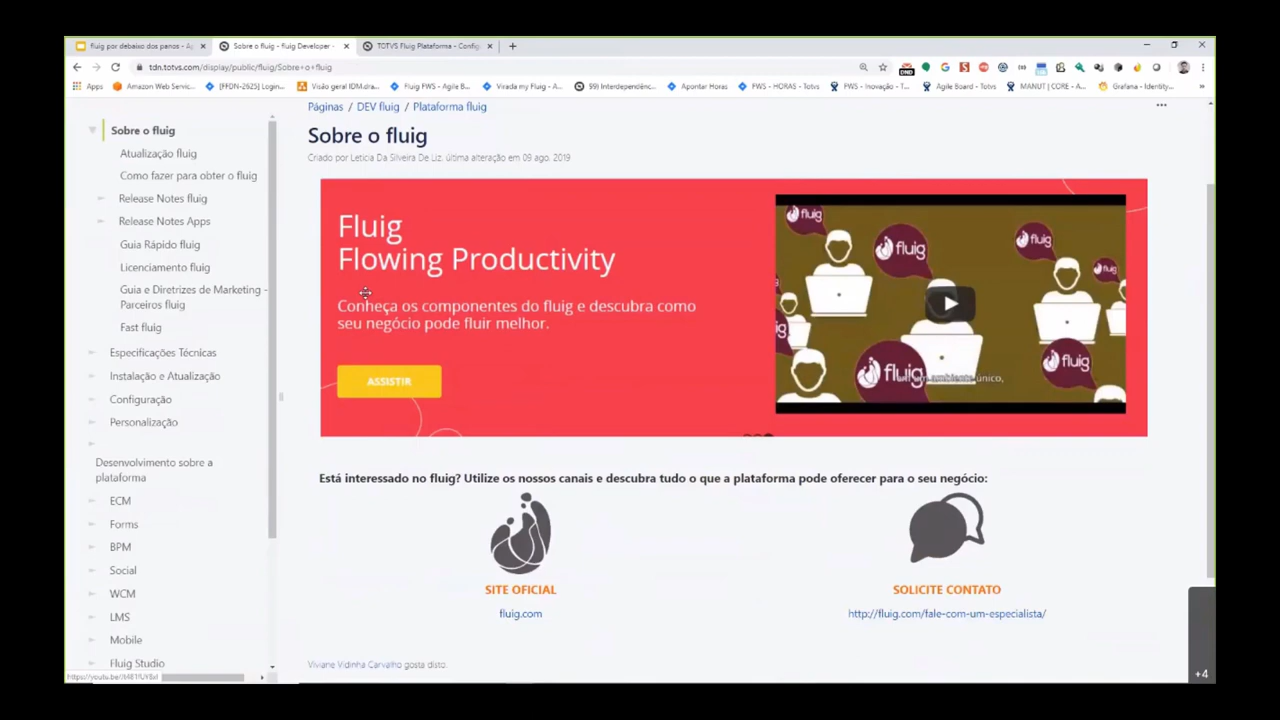 fluig por debaixo dos panos - Ap
Sobre o fluig - fluig Developer -
TOTVS Fluig Plataforma - Config
tdn.totvs.com/display/public/fluig/Sobre+o+fluig
Apps
Amazon Web Servic...
[FFDN-2625] Login...
Visão geral IDM.dra...
Fluig FWS - Agile B...
Virada my Fluig - A...
99) Interdependênc...
Apontar Horas
FWS - HORAS - Totvs
FWS - Inovação - T...
Agile Board - Totvs
MANUT | CORE - A...
Grafana - Identity...
Páginas / DEV fluig / Plataforma fluig
Sobre o fluig
Criado por Leticia Da Silveira De Liz, última alteração em 09 ago. 2019
Sobre o fluig
Atualização fluig
Como fazer para obter o fluig
Release Notes fluig
Release Notes Apps
Guia Rápido fluig
Licenciamento fluig
Guia e Diretrizes de Marketing -
Parceiros fluig
Fast fluig
Especificações Técnicas
Instalação e Atualização
Configuração
Personalização
Desenvolvimento sobre a
plataforma
ECM
Forms
BPM
Social
WCM
LMS
Mobile
Fluig Studio
Fluig
Flowing Productivity
Conheça os componentes do fluig e descubra como
seu negócio pode fluir melhor.
ASSISTIR
fluig
fluig
fluig
fluig
fluig
fluig
ambiente único,
Está interessado no fluig? Utilize os nossos canais e descubra tudo o que a plataforma pode oferecer para o seu negócio:
SITE OFICIAL
fluig.com
SOLICITE CONTATO
http://fluig.com/fale-com-um-especialista/
Viviane Vidinha Carvalho gosta disto.
+4